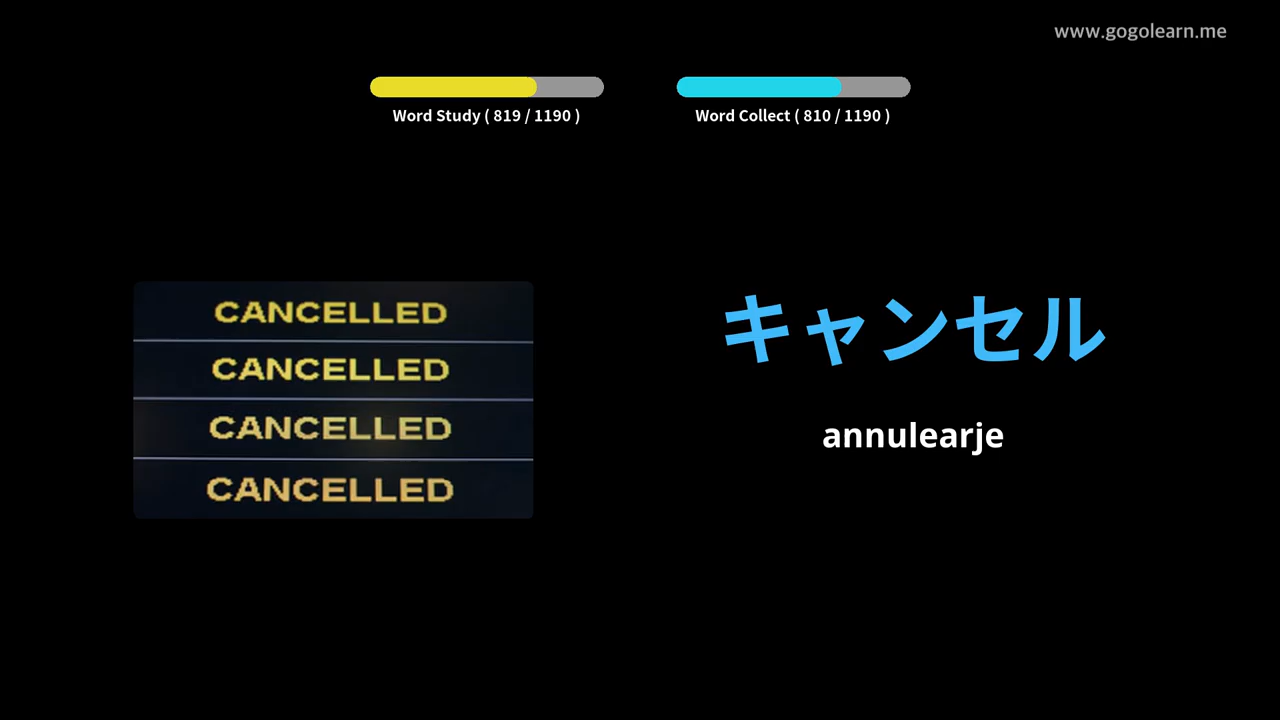 www.gogolearn.me
Word Study ( 819 / 1190 )
Word Collect ( 810 / 1190 )
CANCELLED
CANCELLED
CANCELLED
CANCELLED
キャンセル
annulearje